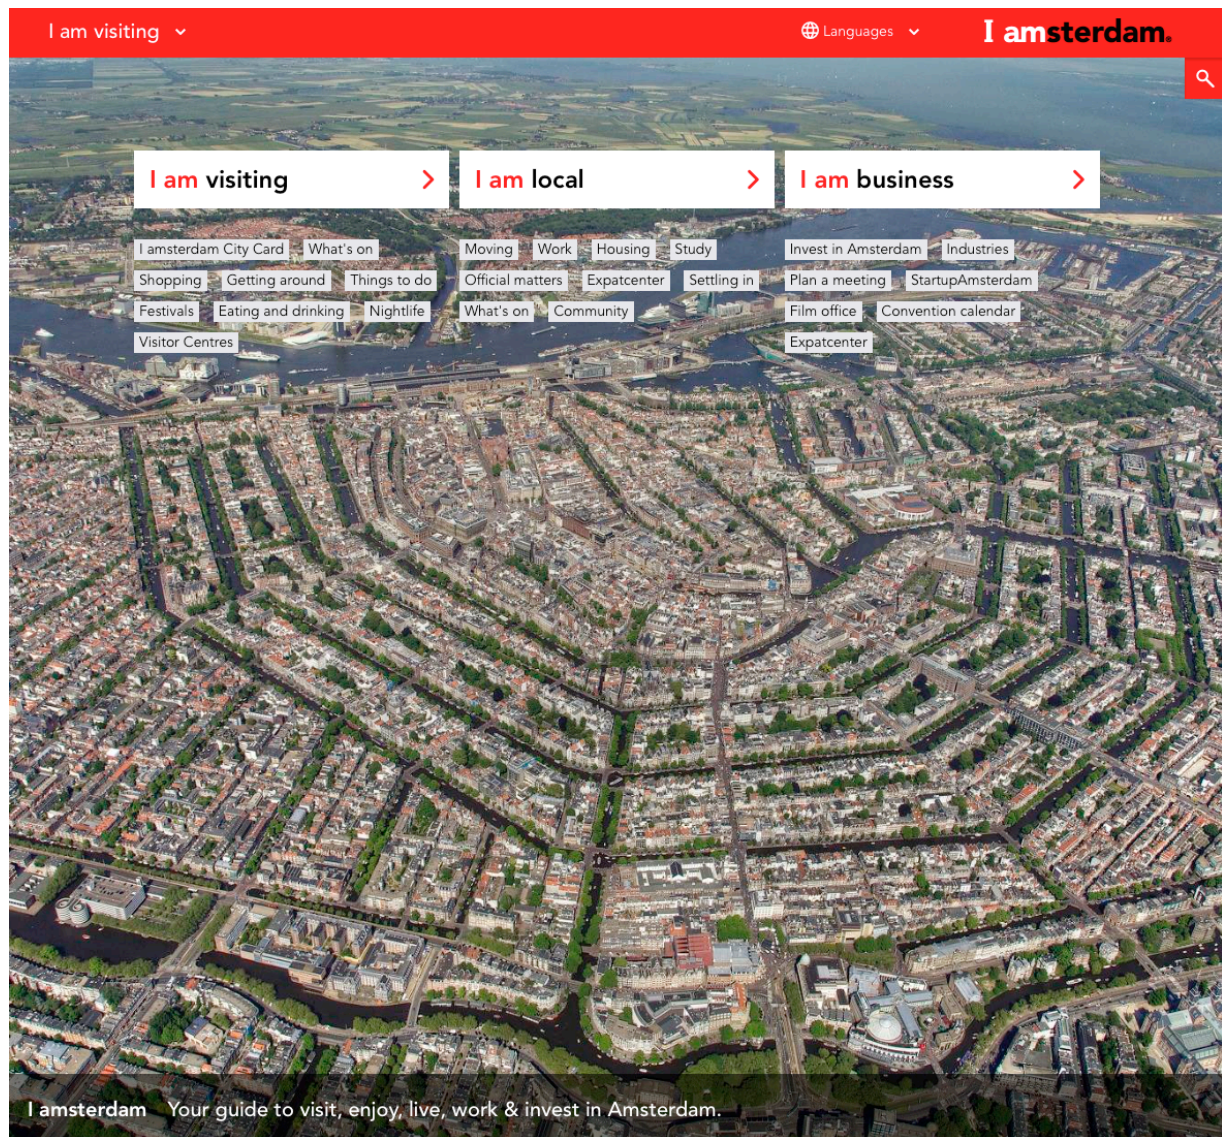 I am visiting
Languages
I amsterdam.
I am visiting
I am local
I am business
I amsterdam City Card
What's on
Shopping
Getting around
Things to do
Festivals
Eating and drinking
Nightlife
Visitor Centres
Moving
Work
Housing
Study
Official matters
Expatcenter
Settling in
What's on
Community
Invest in Amsterdam
Industries
Plan a meeting
StartupAmsterdam
Film office
Convention calendar
Expatcenter
I amsterdam Your guide to visit, enjoy, live, work & invest in Amsterdam.